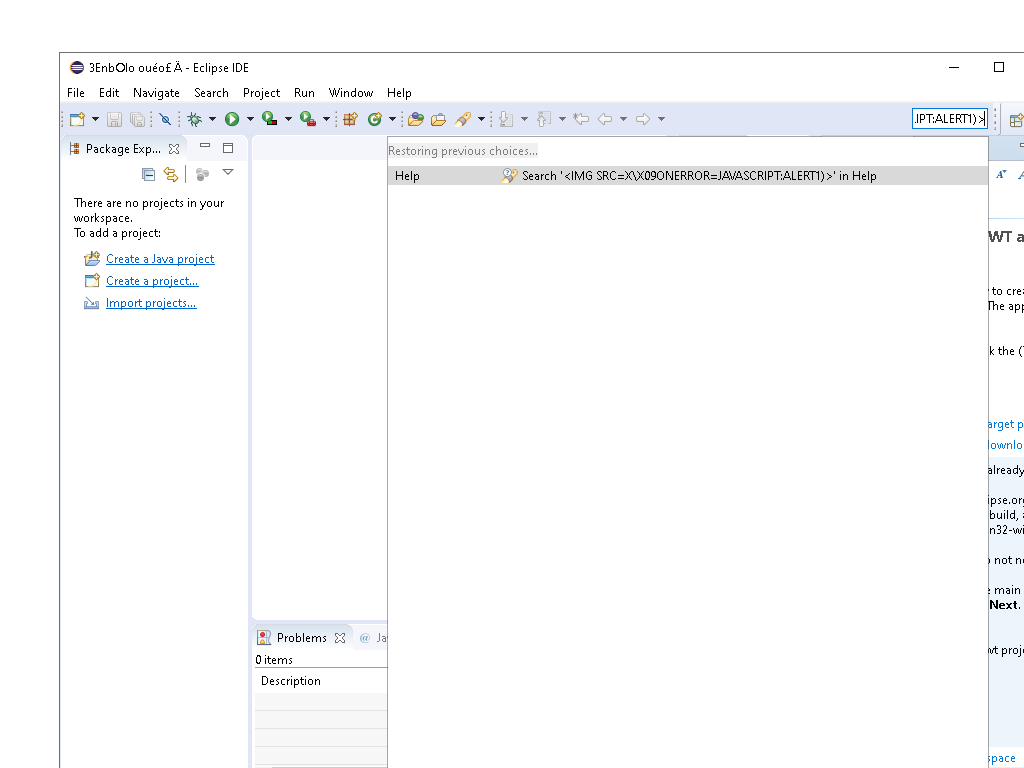 3EnbOlo ouéo£ Ä - Eclipse IDE
File Edit Navigate Search Project Run Window Help
IPT:ALERT1)>
Package Exp...
Restoring previous choices...
Help Search '<IMG SRC=X\X09ONERROR=JAVASCRIPT:ALERT1)>' in Help
There are no projects in your
workspace.
To add a project:
Create a Java project
Create a project...
Import projects...
WT a
to crea
The app
k the (
arget p
downlo
already
ipse.org
build, a
n32-wi
o not ne
e main
Next.
wt proje
space
Problems @ Ja
0 items
Description